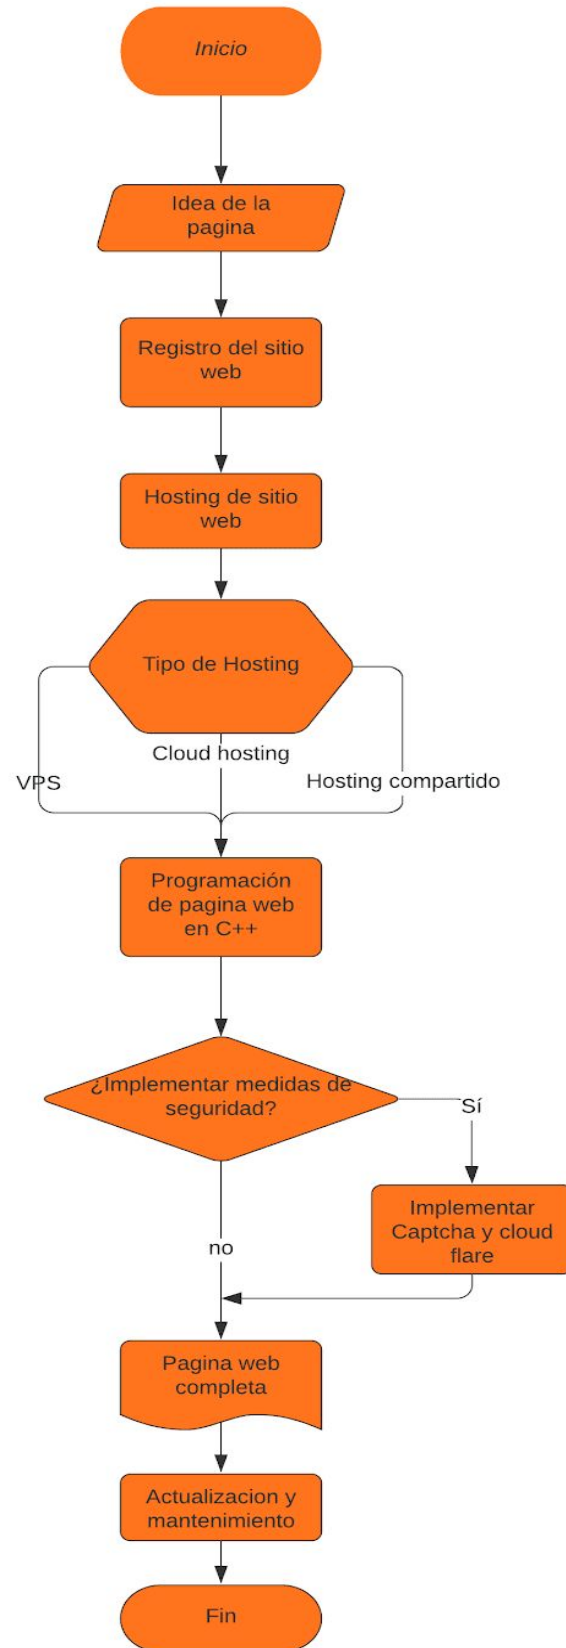 Inicio
Idea de la
pagina
Registro del sitio
web
Hosting de sitio
web
Tipo de Hosting
Cloud hosting
VPS
Hosting compartido
Programación
de pagina web
en C++
¿Implementar medidas de
seguridad?
Sí
Implementar
Captcha y cloud
flare
no
Pagina web
completa
Actualizacion y
mantenimiento
Fin